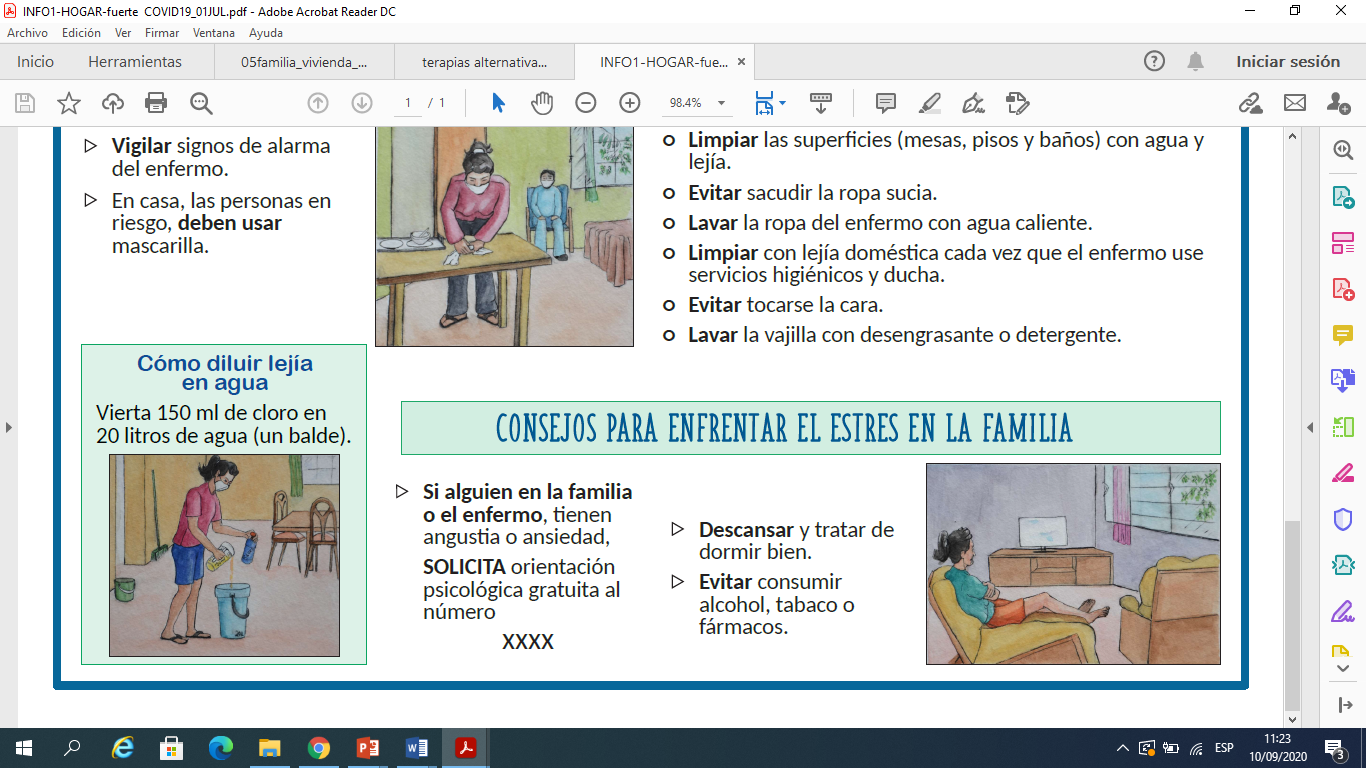 INFO1-HOGAR-fuerte COVID19_01JUL.pdf - Adobe Acrobat Reader DC
Archivo Edición Ver Firmar Ventana Ayuda
Inicio Herramientas 05familia_vivienda_... terapias alternativa... INFO1-HOGAR-fue... Iniciar sesión
1 / 1 98.4%
Vigilar signos de alarma
del enfermo.
En casa, las personas en
riesgo, deben usar
mascarilla.
Limpiar las superficies (mesas, pisos y baños) con agua y
lejía.
Evitar sacudir la ropa sucia.
Lavar la ropa del enfermo con agua caliente.
Limpiar con lejía doméstica cada vez que el enfermo use
servicios higiénicos y ducha.
Evitar tocarse la cara.
Lavar la vajilla con desengrasante o detergente.
Cómo diluir lejía
en agua
Vierta 150 ml de cloro en
20 litros de agua (un balde).
CONSEJOS PARA ENFRENTAR EL ESTRES EN LA FAMILIA
Si alguien en la familia
o el enfermo, tienen
angustia o ansiedad,
SOLICITA orientación
psicológica gratuita al
número
XXXX
Descansar y tratar de
dormir bien.
Evitar consumir
alcohol, tabaco o
fármacos.
ESP
11:23
10/09/2020
3